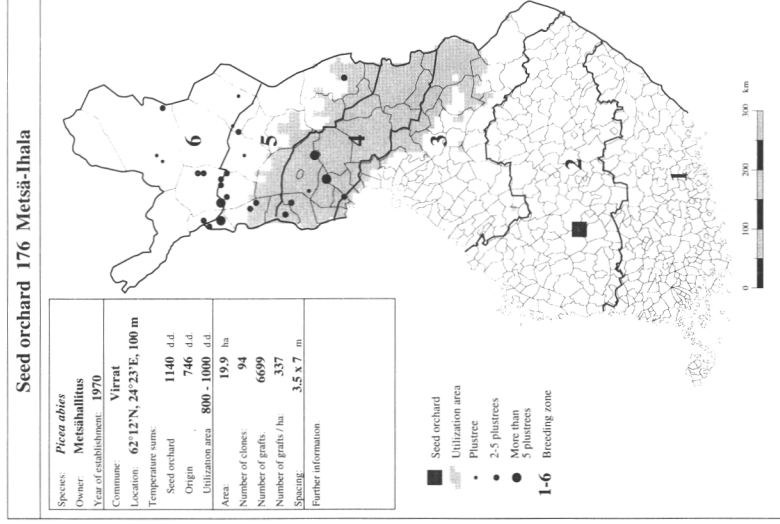 Seed orchard 176 Metsä-Ihala
Species: Picea abies
Owner: Metsähallitus
Year of establishment: 1970
Commune: Virrat
Location: 62°12'N, 24°23'E, 100 m
Temperature sums:
Seed orchard 1140 d.d.
Origin 746 d.d.
Utilization area 800 - 1000 d.d.
Area: 19.9 ha
Number of clones: 94
Number of grafts: 6699
Number of grafts / ha: 337
Spacing: 3.5 x 7 m
Further information
Seed orchard
Utilization area
Plustree
2-5 plustrees
More than
5 plustrees
1-6 Breeding zone
6
5
4
3
2
1
0 100 200 300 km